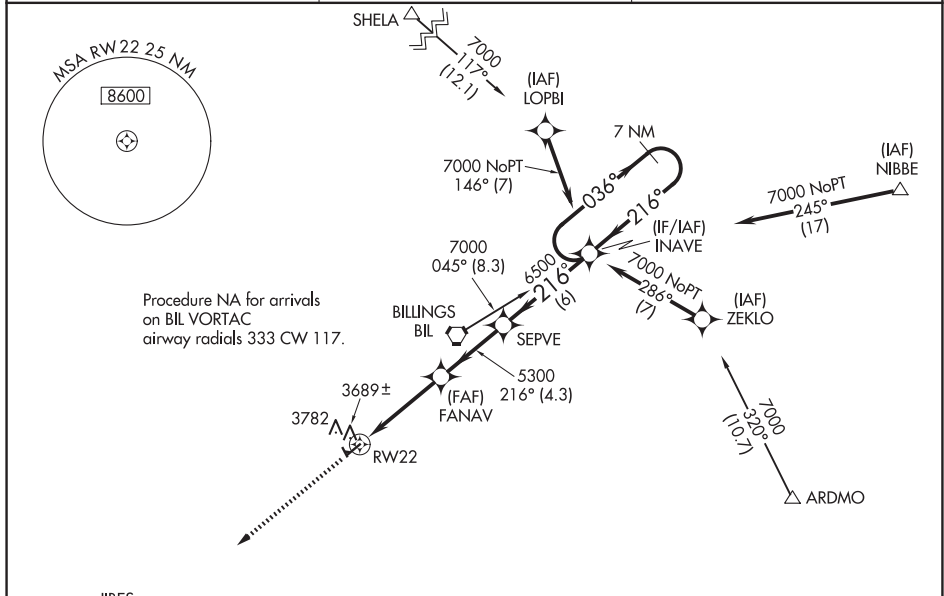 SHELA
7000
117°
(12.1)
MSA RW 22 25 NM
8600
(IAF)
LOPBI
7 NM
7000 NoPT
146° (7)
036°
216°
(IAF)
NIBBE
7000 NoPT
245°
(17)
(IF/IAF)
INAVE
7000
045° (8.3)
6500
216°
(6)
7000 NoPT
286°
(7)
(IAF)
ZEKLO
Procedure NA for arrivals
on BIL VORTAC
airway radials 333 CW 117.
BILLINGS
BIL
SEPVE
5300
216° (4.3)
(FAF)
FANAV
3689±
3782
RW22
7000
320°
(10.7)
ARDMO